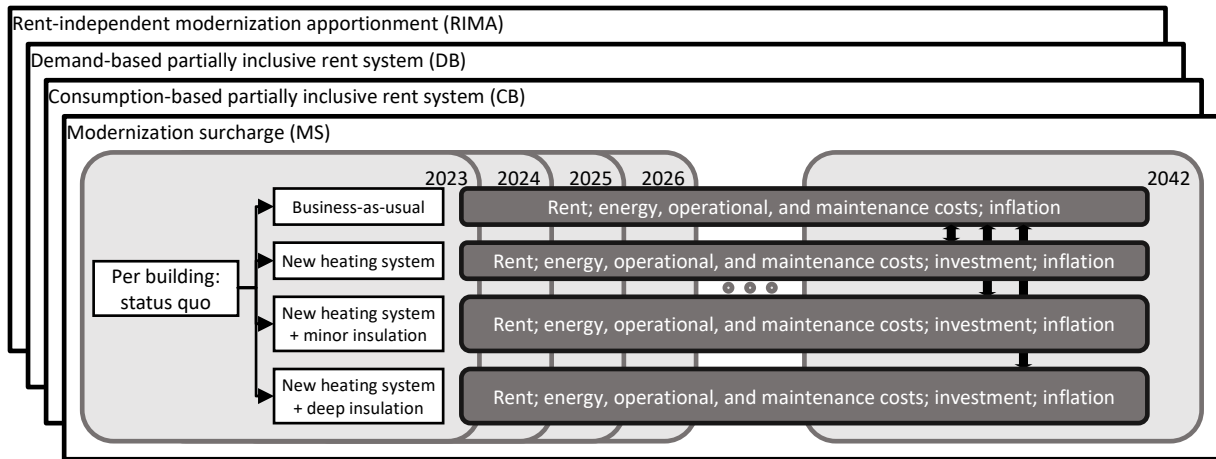 Rent-independent modernization apportionment (RIMA)
Demand-based partially inclusive rent system (DB)
Consumption-based partially inclusive rent system (CB)
Modernization surcharge (MS)
2023
2024
2025
2026
2042
Business-as-usual
Rent; energy, operational, and maintenance costs; inflation
New heating system
Rent; energy, operational, and maintenance costs; investment; inflation
Per building:
status quo
New heating system
+ minor insulation
Rent; energy, operational, and maintenance costs; investment; inflation
New heating system
+ deep insulation
Rent; energy, operational, and maintenance costs; investment; inflation